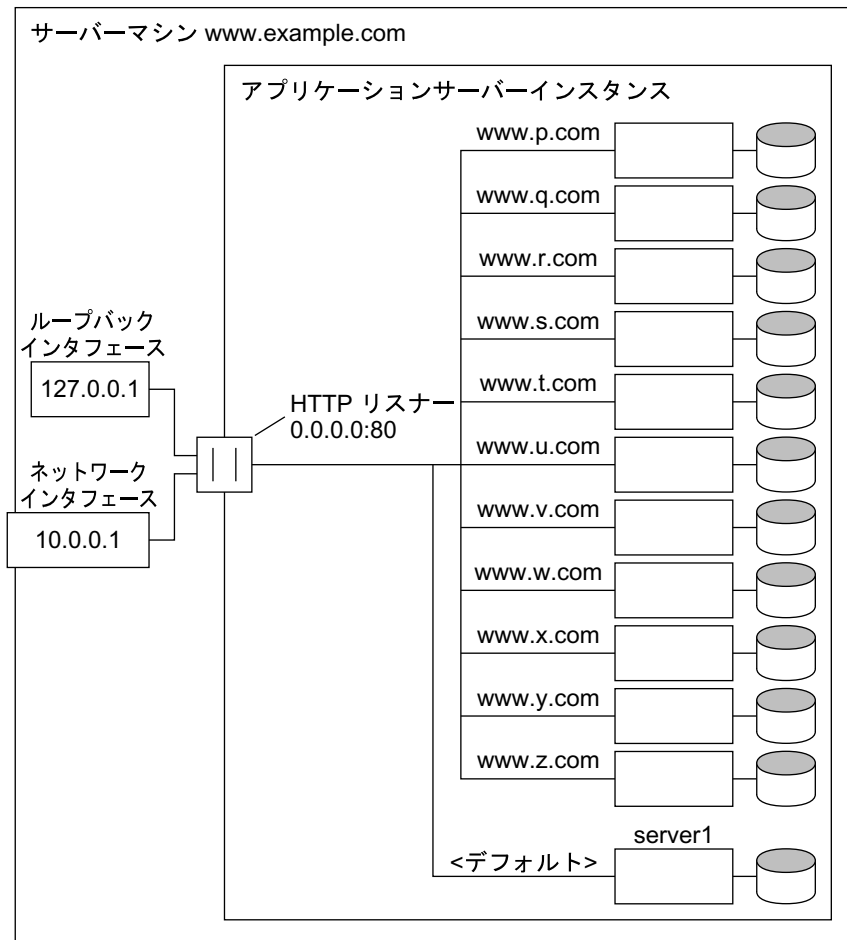 サーバーマシン www.example.com
アプリケーションサーバーインスタンス
www.p.com
www.q.com
www.r.com
www.s.com
www.t.com
www.u.com
www.v.com
www.w.com
www.x.com
www.y.com
www.z.com
ループバック
インタフェース
127.0.0.1
HTTP リスナー
0.0.0.0:80
ネットワーク
インタフェース
10.0.0.1
server1
<デフォルト>